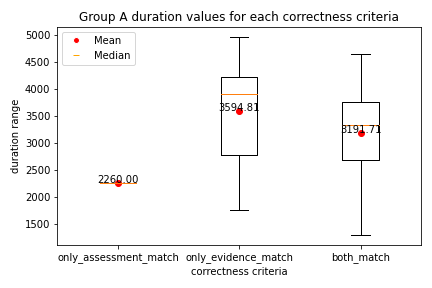 Group A duration values for each correctness criteria
Mean
Median
duration range
5000
4500
4000
3500
3000
2500
2000
1500
2260.00
3594.81
3191.71
only_assessment_match
only_evidence_match
both_match
correctness criteria